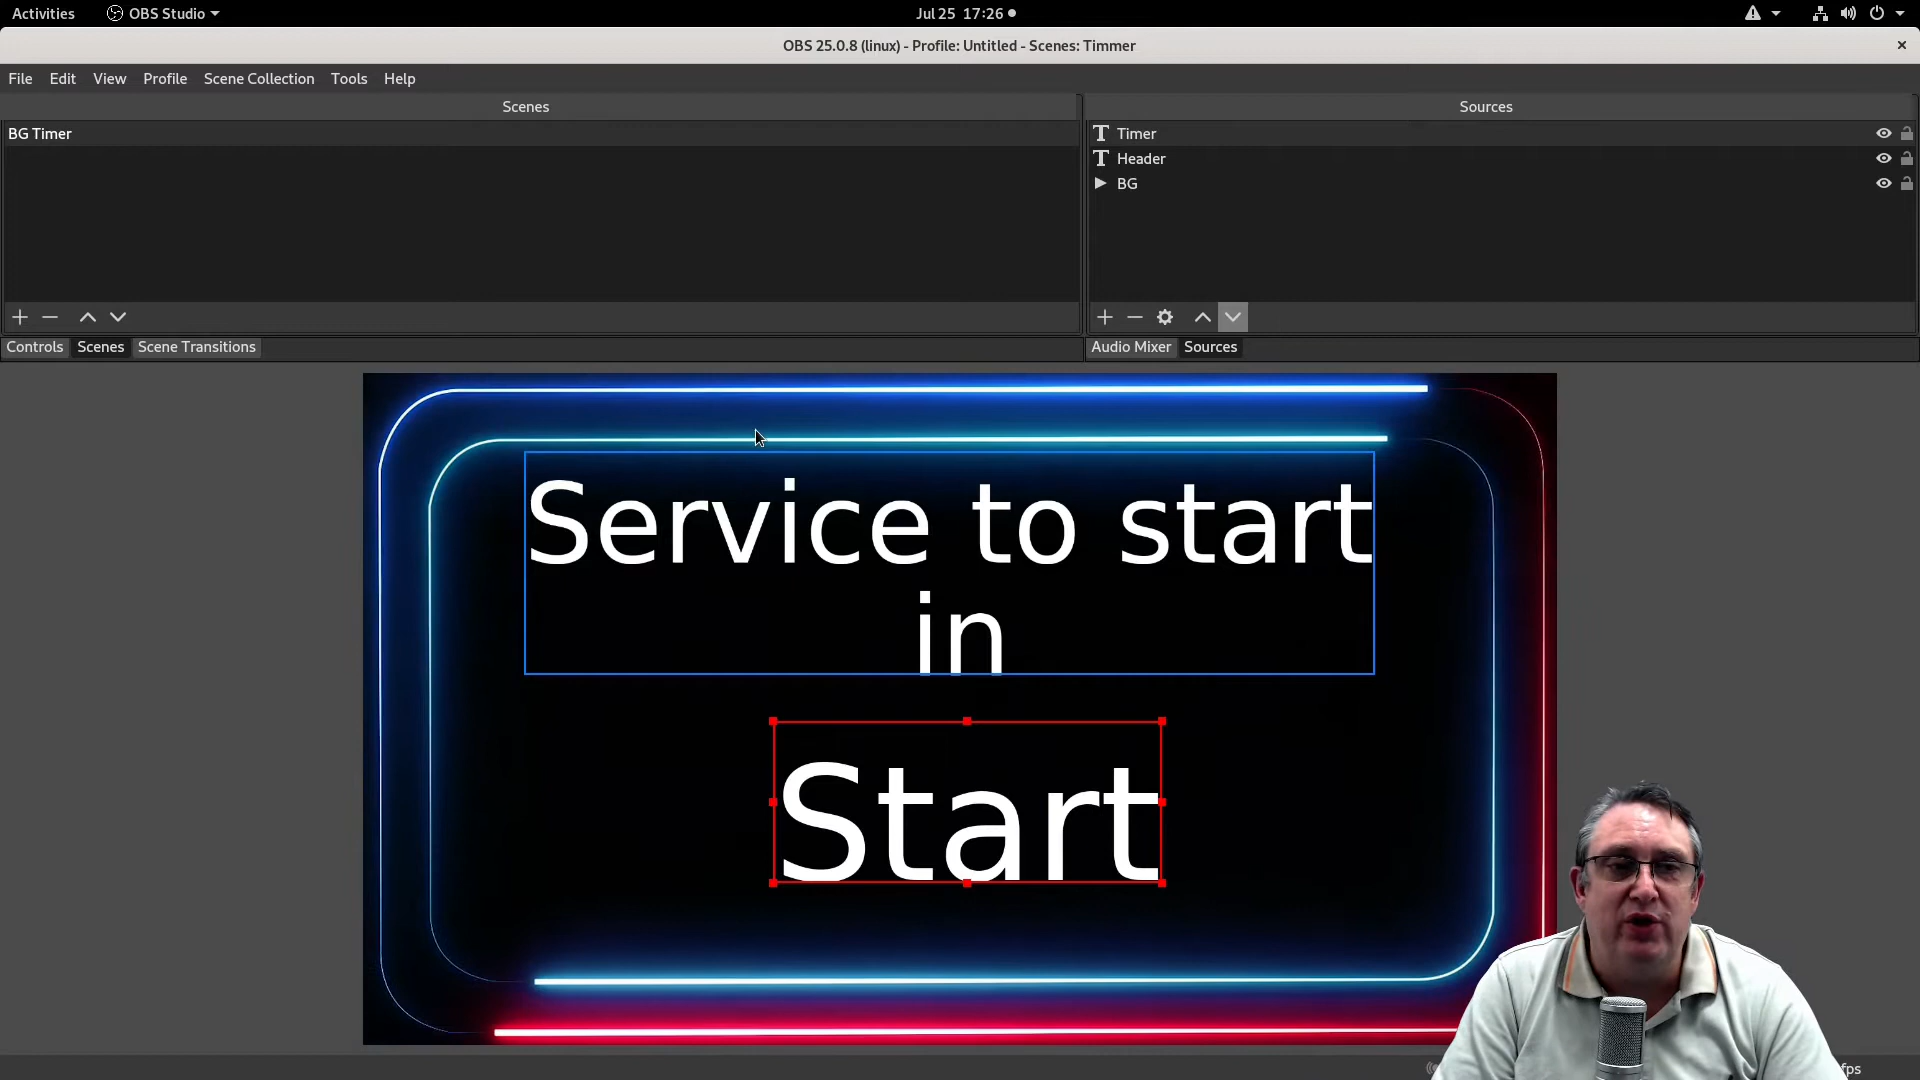 Activities OBS Studio Jul 25 17:26
OBS 25.0.8 (linux) - Profile: Untitled - Scenes: Timmer
File Edit View Profile Scene Collection Tools Help
Scenes
Sources
BG Timer
Timer
Header
BG
Controls Scenes Scene Transitions
Audio Mixer Sources
Service to start
in
Start
fps